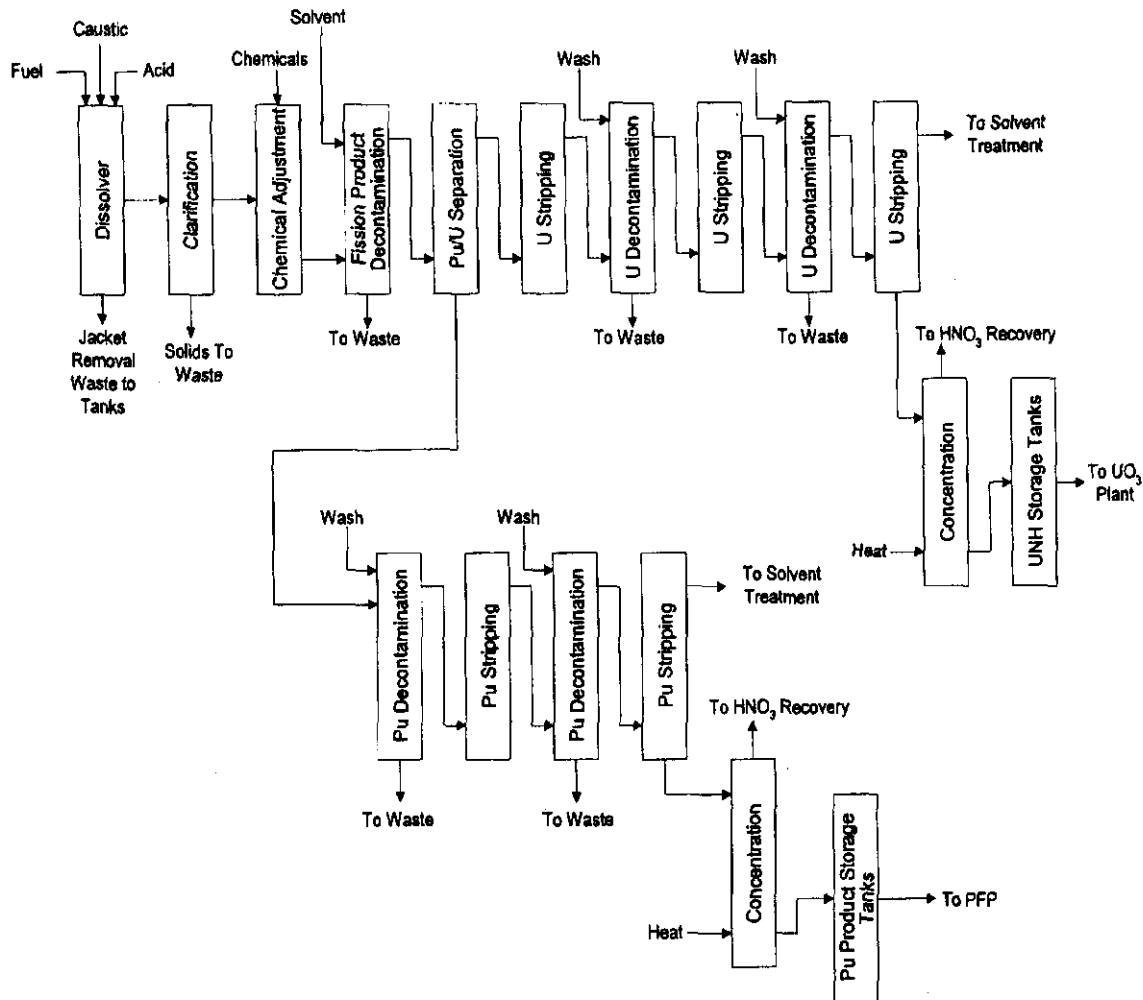 Solvent
Caustic
Fuel
Acid
Chemicals
Wash
Wash
Dissolver
Clarification
Chemical Adjustment
Fission Product
Decontamination
Pu/U Separation
U Stripping
U Decontamination
U Stripping
U Decontamination
U Stripping
To Solvent
Treatment
Jacket
Removal
Waste to
Tanks
Solids To
Waste
To Waste
To Waste
To Waste
To HNO₃ Recovery
Concentration
Heat
UNH Storage Tanks
To UO₃
Plant
Wash
Wash
Pu Decontamination
Pu Stripping
Pu Decontamination
Pu Stripping
To Solvent
Treatment
To Waste
To Waste
To HNO₃ Recovery
Concentration
Heat
Pu Product Storage
Tanks
To PFP